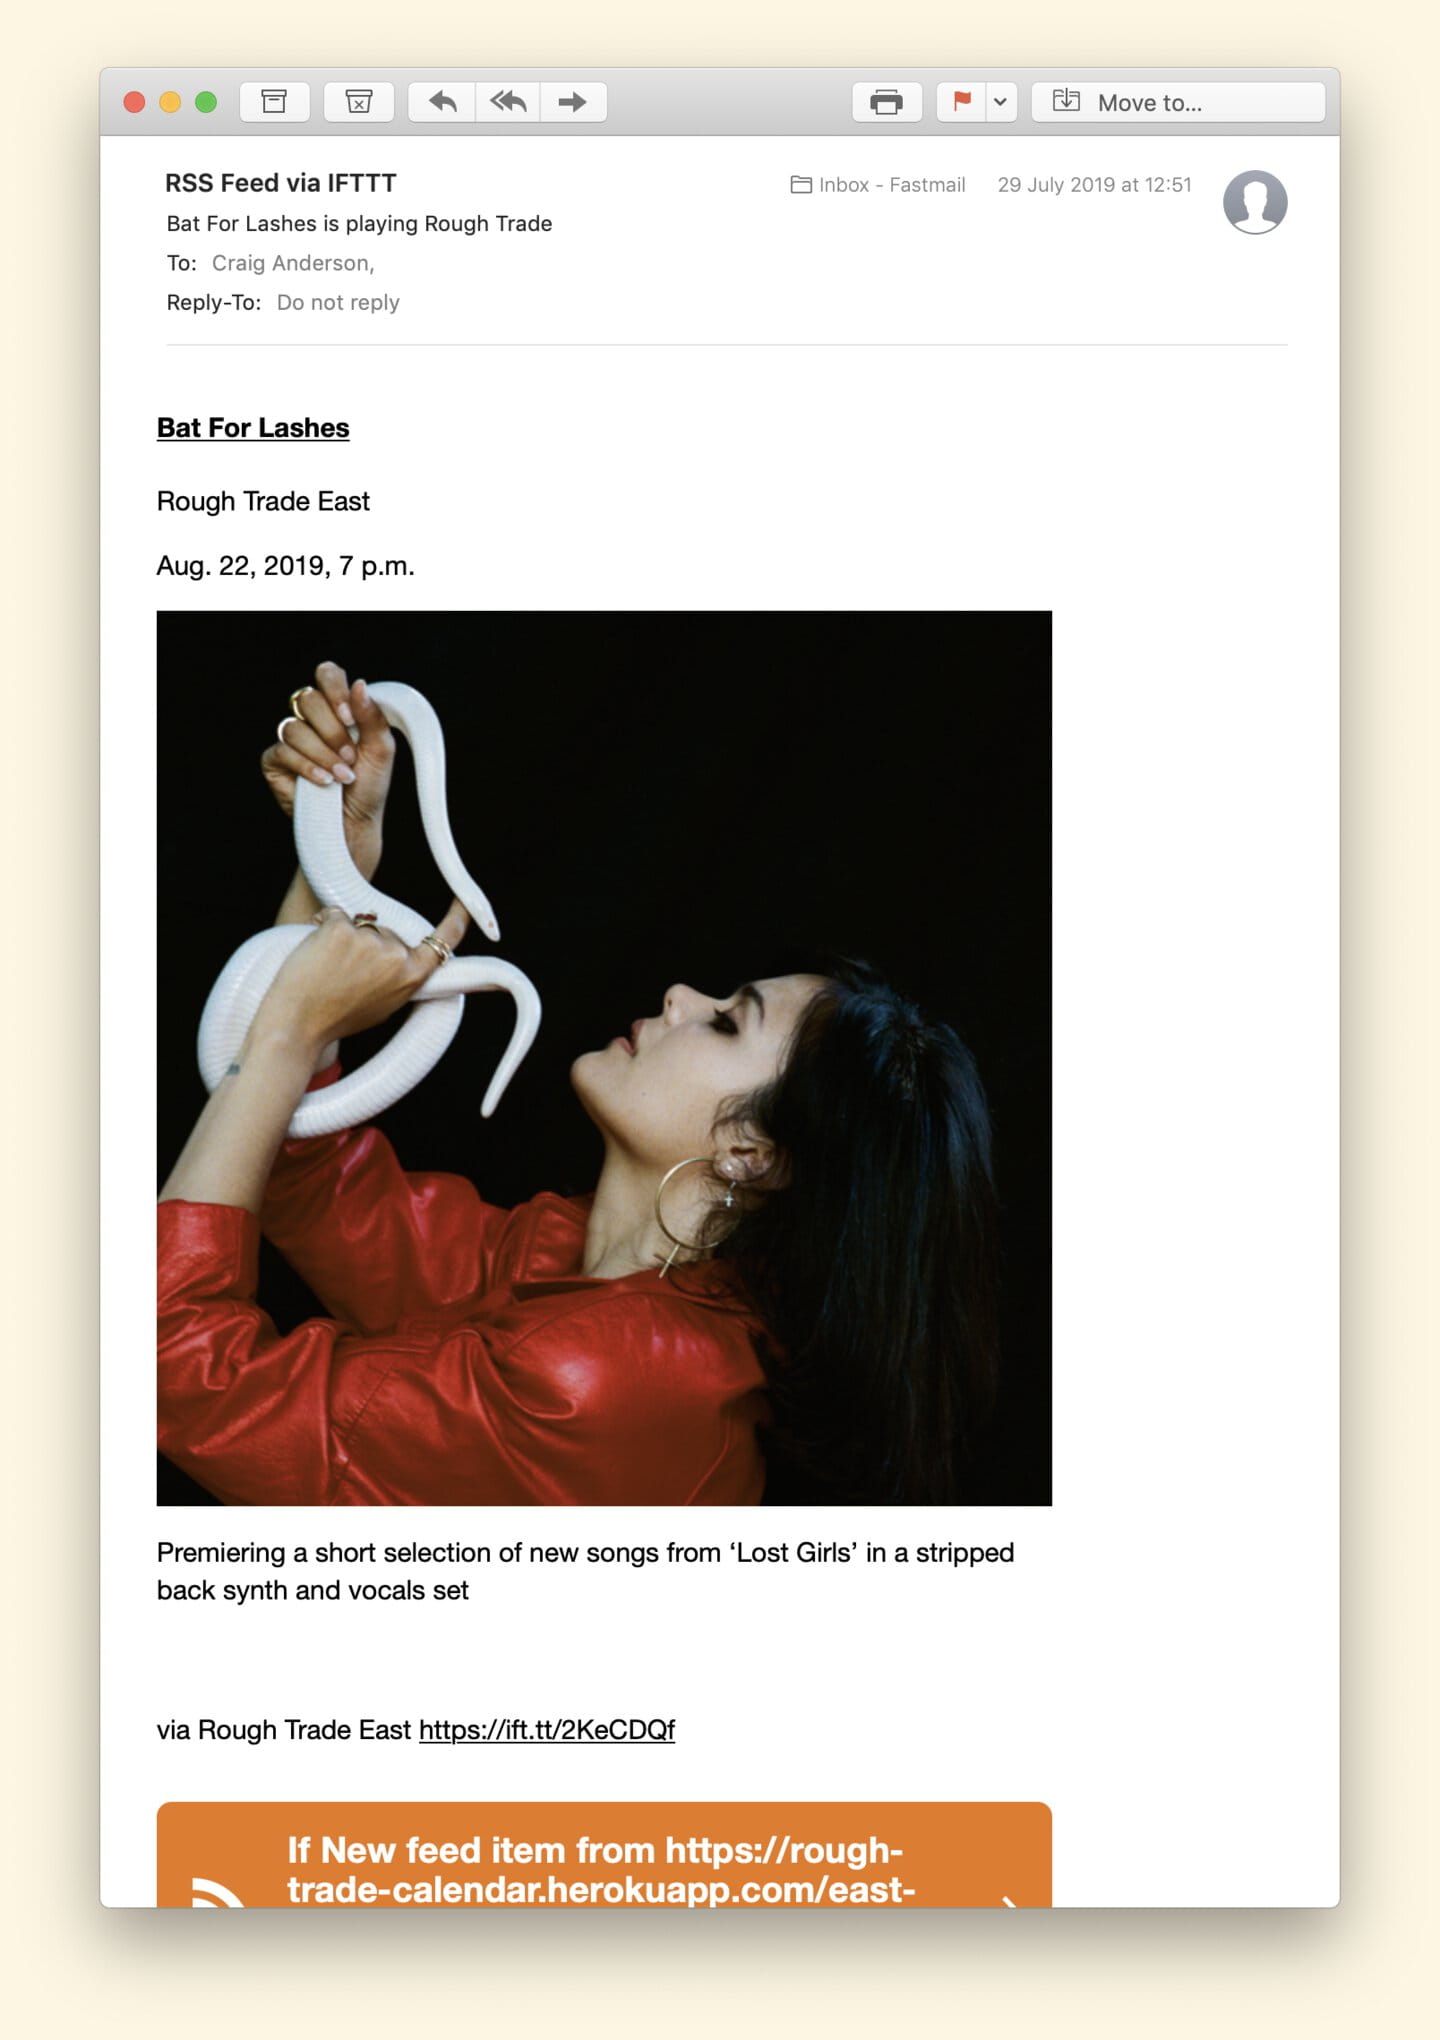 Move to...
RSS Feed via IFTTT
Inbox - Fastmail
29 July 2019 at 12:51
Bat For Lashes is playing Rough Trade
To: Craig Anderson,
Reply-To: Do not reply
Bat For Lashes
Rough Trade East
Aug. 22, 2019, 7 p.m.
Premiering a short selection of new songs from ‘Lost Girls’ in a stripped
back synth and vocals set
via Rough Trade East https://ift.tt/2KeCDQf
If New feed item from https://rough-
trade-calendar.herokuapp.com/east-